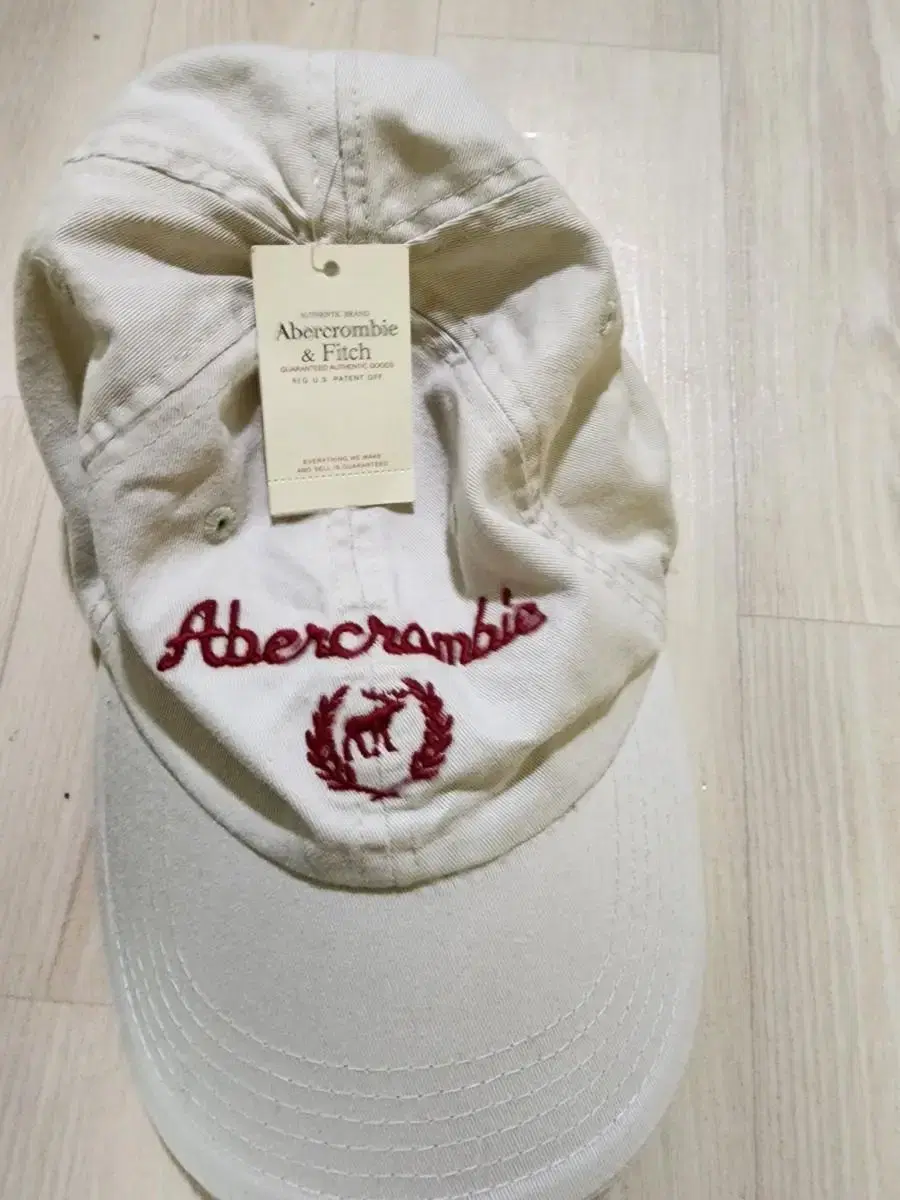 AUTHENTIC BRAND
Abercrombie
& Fitch
GUARANTEED AUTHENTIC GOODS
REG. U.S. PATENT OFF.
EVERYTHING WE MAKE
AND SELL IS GUARANTEED
Abercrombie